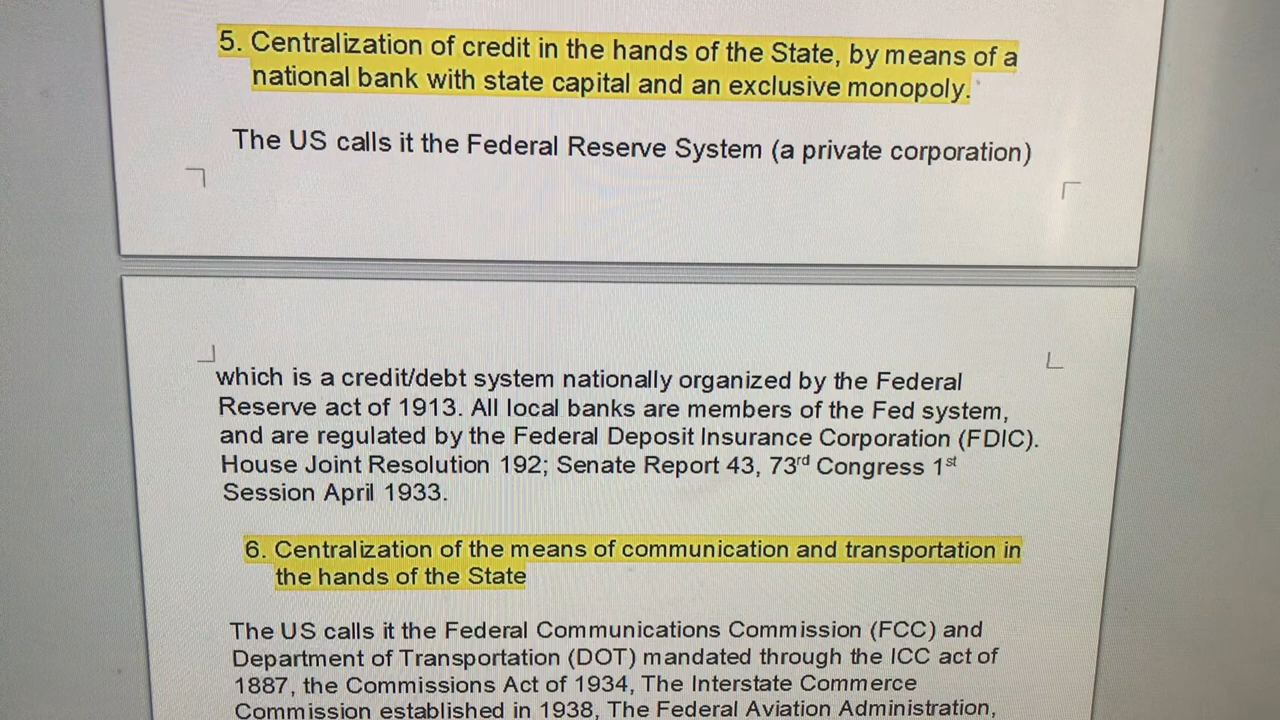 5. Centralization of credit in the hands of the State, by means of a
national bank with state capital and an exclusive monopoly.
The US calls it the Federal Reserve System (a private corporation)
which is a credit/debt system nationally organized by the Federal
Reserve act of 1913. All local banks are members of the Fed system,
and are regulated by the Federal Deposit Insurance Corporation (FDIC).
House Joint Resolution 192; Senate Report 43, 73rd Congress 1st
Session April 1933.
6. Centralization of the means of communication and transportation in
the hands of the State
The US calls it the Federal Communications Commission (FCC) and
Department of Transportation (DOT) mandated through the ICC act of
1887, the Commissions Act of 1934, The Interstate Commerce
Commission established in 1938, The Federal Aviation Administration,